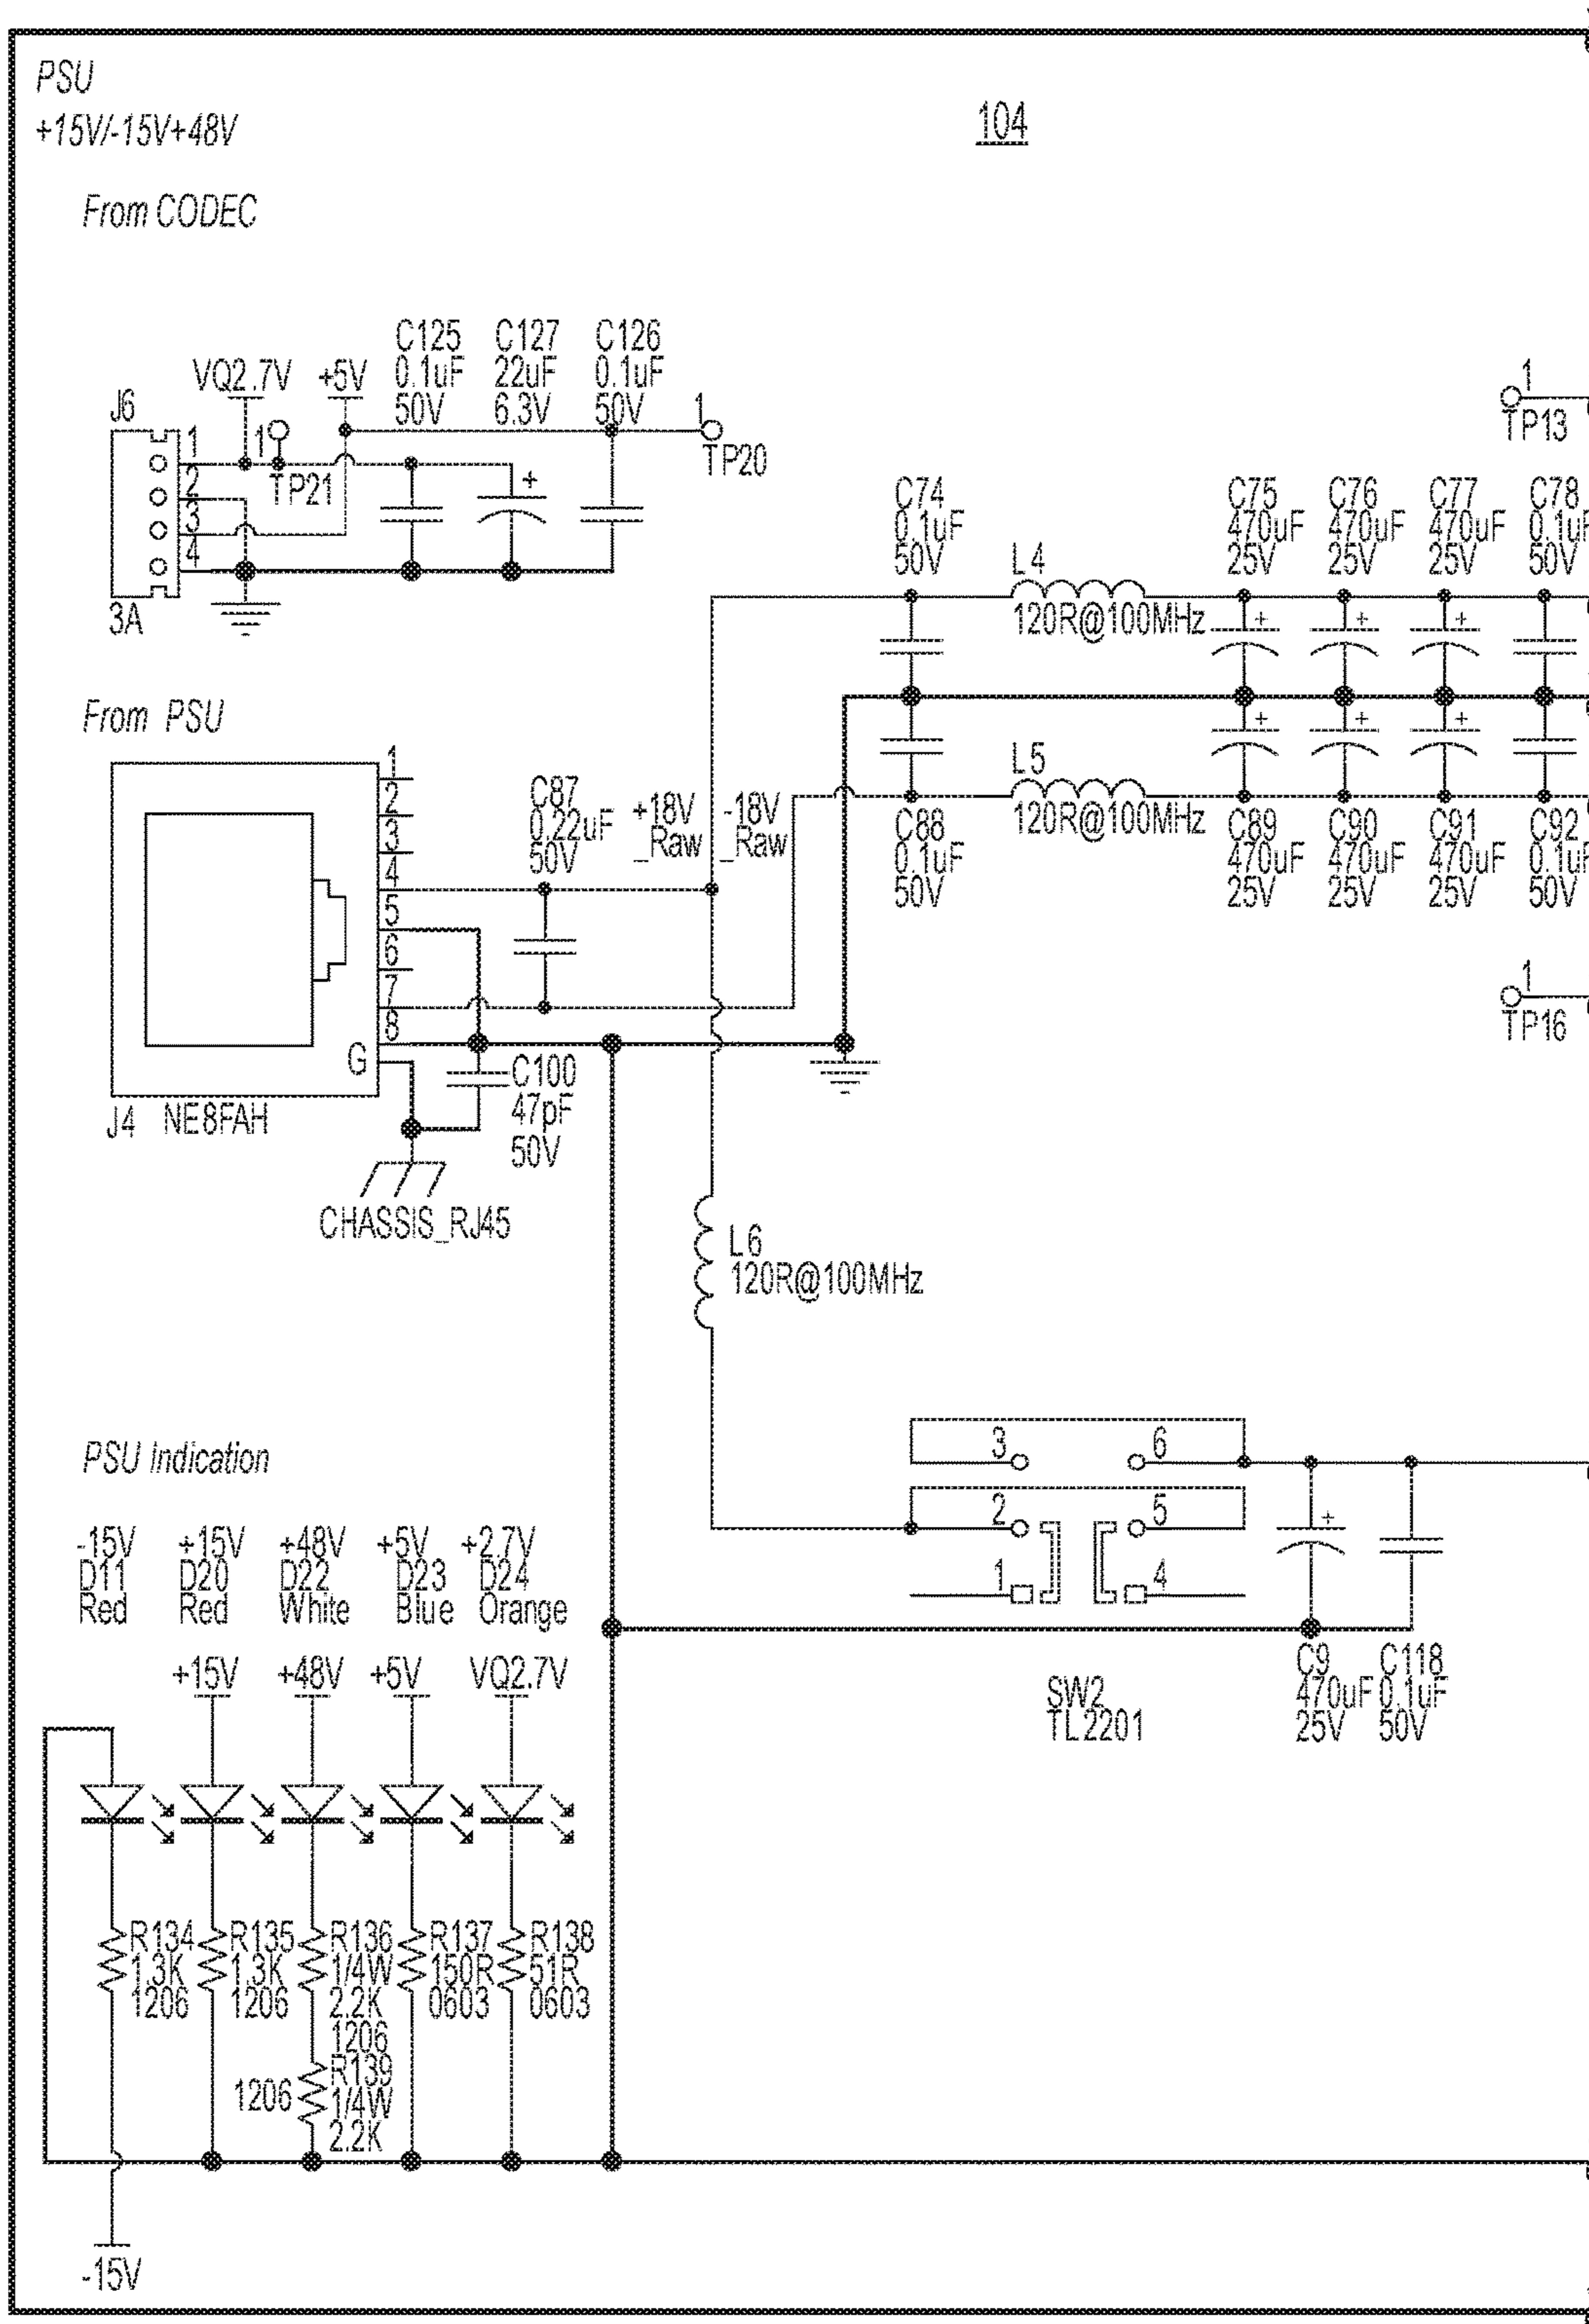 PSU
+15V/-15V+48V
104
From CODEC
C125
0.1uF
50V
C127
22uF
6.3V
C126
0.1uF
50V
VQ2.7V
+5V
J6
1
2
3
4
1
TP21
1
TP20
3A
1
TP13
C74
0.1uF
50V
L4
120R@100MHz
C75
470uF
25V
C76
470uF
25V
C77
470uF
25V
C78
0.1uF
50V
From PSU
1
2
3
4
5
6
7
8
G
J4 NE8FAH
C87
0.22uF
50V
+18V
_Raw
-18V
_Raw
L5
120R@100MHz
C88
0.1uF
50V
C89
470uF
25V
C90
470uF
25V
C91
470uF
25V
C92
0.1uF
50V
1
TP16
C100
47pF
50V
CHASSIS_RJ45
L6
120R@100MHz
3
6
2
5
1
4
SW2
TL2201
C9
470uF
25V
C118
0.1uF
50V
PSU Indication
-15V
D11
Red
+15V
D20
Red
+48V
D22
White
+5V
D23
Blue
+2.7V
D24
Orange
+15V
+48V
+5V
VQ2.7V
R134
1.3K
1206
R135
1.3K
1206
R136
1/4W
2.2K
1206
R137
150R
0603
R138
51R
0603
1206
R139
1/4W
2.2K
-15V